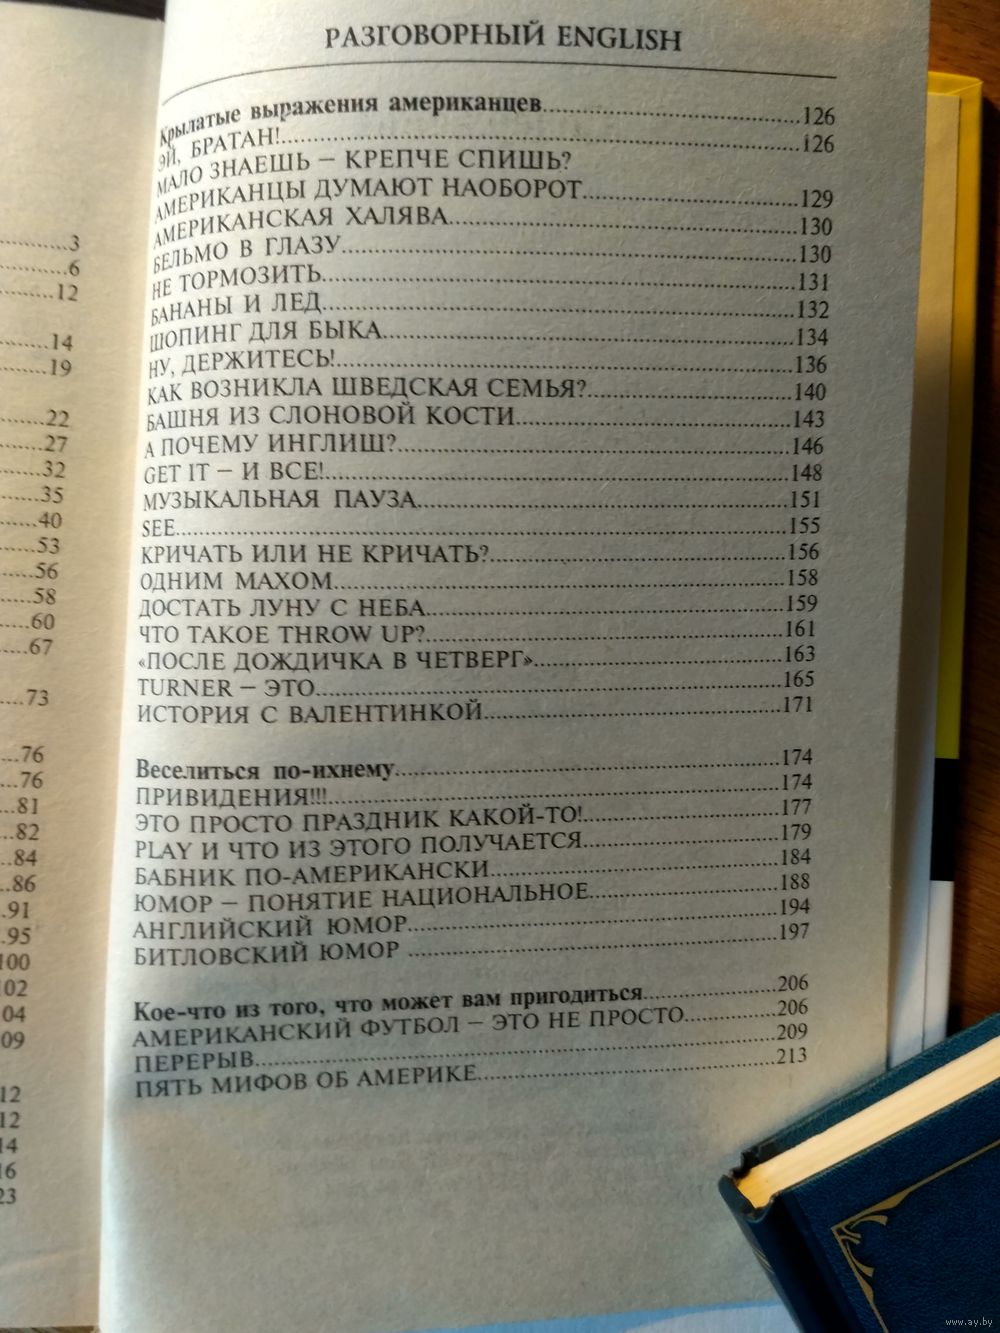 РАЗГОВОРНЫЙ ENGLISH
Крылатые выражения американцев..........126
ЭЙ, БРАТАН!..........126
МАЛО ЗНАЕШЬ – КРЕПЧЕ СПИШЬ?
АМЕРИКАНЦЫ ДУМАЮТ НАОБОРОТ..........129
АМЕРИКАНСКАЯ ХАЛЯВА..........130
БЕЛЬМО В ГЛАЗУ..........130
НЕ ТОРМОЗИТЬ..........131
БАНАНЫ И ЛЕД..........132
ШОПИНГ ДЛЯ БЫКА..........134
НУ, ДЕРЖИТЕСЬ!..........136
КАК ВОЗНИКЛА ШВЕДСКАЯ СЕМЬЯ?..........140
БАШНЯ ИЗ СЛОНОВОЙ КОСТИ..........143
А ПОЧЕМУ ИНГЛИШ?..........146
GET IT – И ВСЕ!..........148
МУЗЫКАЛЬНАЯ ПАУЗА..........151
SEE..........155
КРИЧАТЬ ИЛИ НЕ КРИЧАТЬ?..........156
ОДНИМ МАХОМ..........158
ДОСТАТЬ ЛУНУ С НЕБА..........159
ЧТО ТАКОЕ THROW UP?..........161
«ПОСЛЕ ДОЖДИЧКА В ЧЕТВЕРГ»..........163
TURNER – ЭТО..........165
ИСТОРИЯ С ВАЛЕНТИНКОЙ..........171
Веселиться по-ихнему..........174
ПРИВИДЕНИЯ!!!..........174
ЭТО ПРОСТО ПРАЗДНИК КАКОЙ-ТО!..........177
PLAY И ЧТО ИЗ ЭТОГО ПОЛУЧАЕТСЯ..........179
БАБНИК ПО-АМЕРИКАНСКИ..........184
ЮМОР – ПОНЯТИЕ НАЦИОНАЛЬНОЕ..........188
АНГЛИЙСКИЙ ЮМОР..........194
БИТЛОВСКИЙ ЮМОР ..........197
Кое-что из того, что может вам пригодиться..........206
АМЕРИКАНСКИЙ ФУТБОЛ – ЭТО НЕ ПРОСТО..........206
ПЕРЕРЫВ..........209
ПЯТЬ МИФОВ ОБ АМЕРИКЕ..........213
3
6
12
14
19
22
27
32
35
40
53
56
58
60
67
73
76
76
81
82
84
86
91
95
100
102
www.ay.by